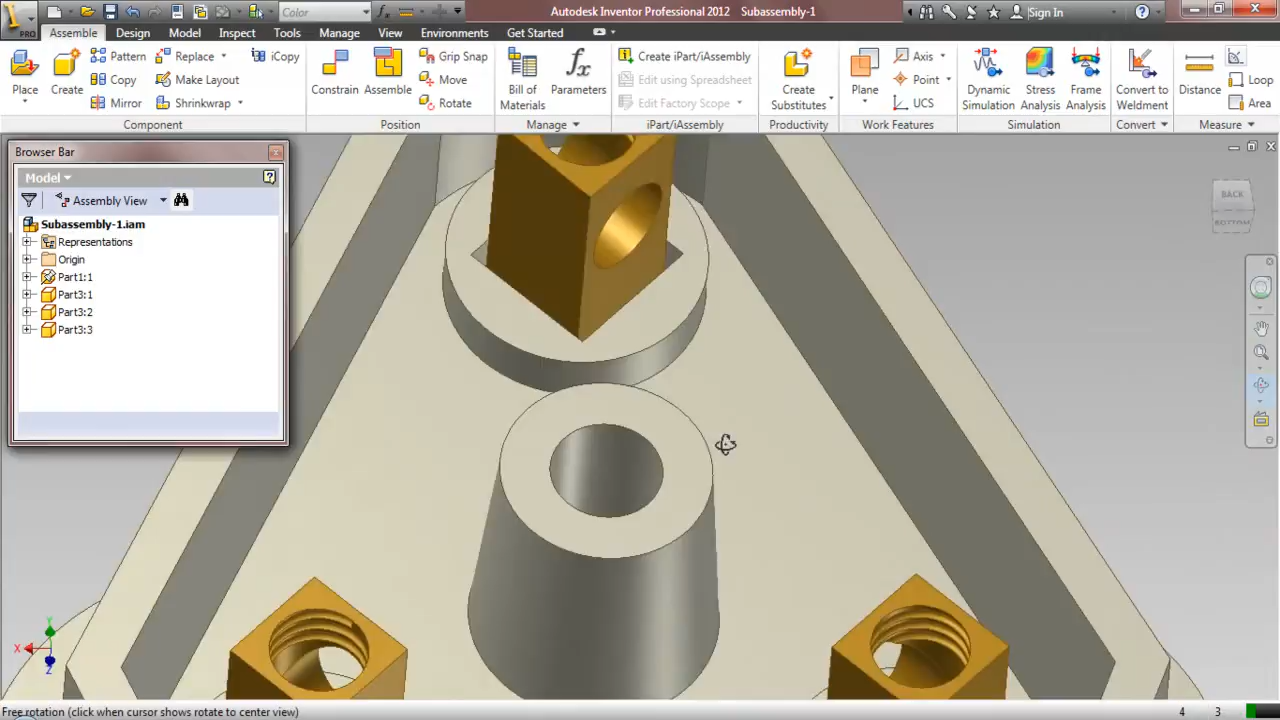 Color
Autodesk Inventor Professional 2012 Subassembly-1
Sign In
PRO
Assemble Design Model Inspect Tools Manage View Environments Get Started
Place
Create
Pattern
Copy
Mirror
Replace
Make Layout
Shrinkwrap
iCopy
Component
Constrain
Assemble
Grip Snap
Move
Rotate
Position
Bill of
Materials
Parameters
Manage
Create iPart/iAssembly
Edit using Spreadsheet
Edit Factory Scope
iPart/iAssembly
Create
Substitutes
Productivity
Plane
Axis
Point
UCS
Work Features
Dynamic
Simulation
Stress
Analysis
Frame
Analysis
Simulation
Convert to
Weldment
Convert
Distance
Loop
Area
Measure
Browser Bar
Model
Assembly View
Subassembly-1.iam
Representations
Origin
Part1:1
Part3:1
Part3:2
Part3:3
BACK
BOTTOM
Y
X
Z
Free rotation (click when cursor shows rotate to center view)
4 3